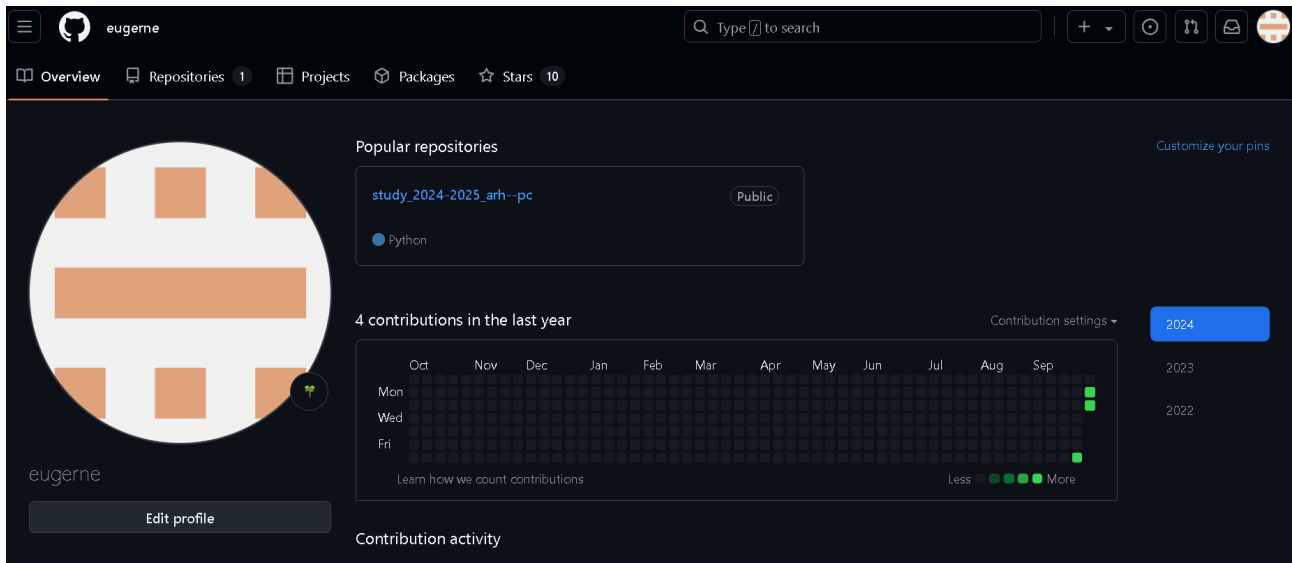 eugerne
Type / to search
Overview
Repositories 1
Projects
Packages
Stars 10
Popular repositories
Customize your pins
study_2024-2025_arh--pc
Public
Python
4 contributions in the last year
Contribution settings
2024
2023
2022
Oct Nov Dec Jan Feb Mar Apr May Jun Jul Aug Sep
Mon
Wed
Fri
Learn how we count contributions
Less More
eugerne
Edit profile
Contribution activity